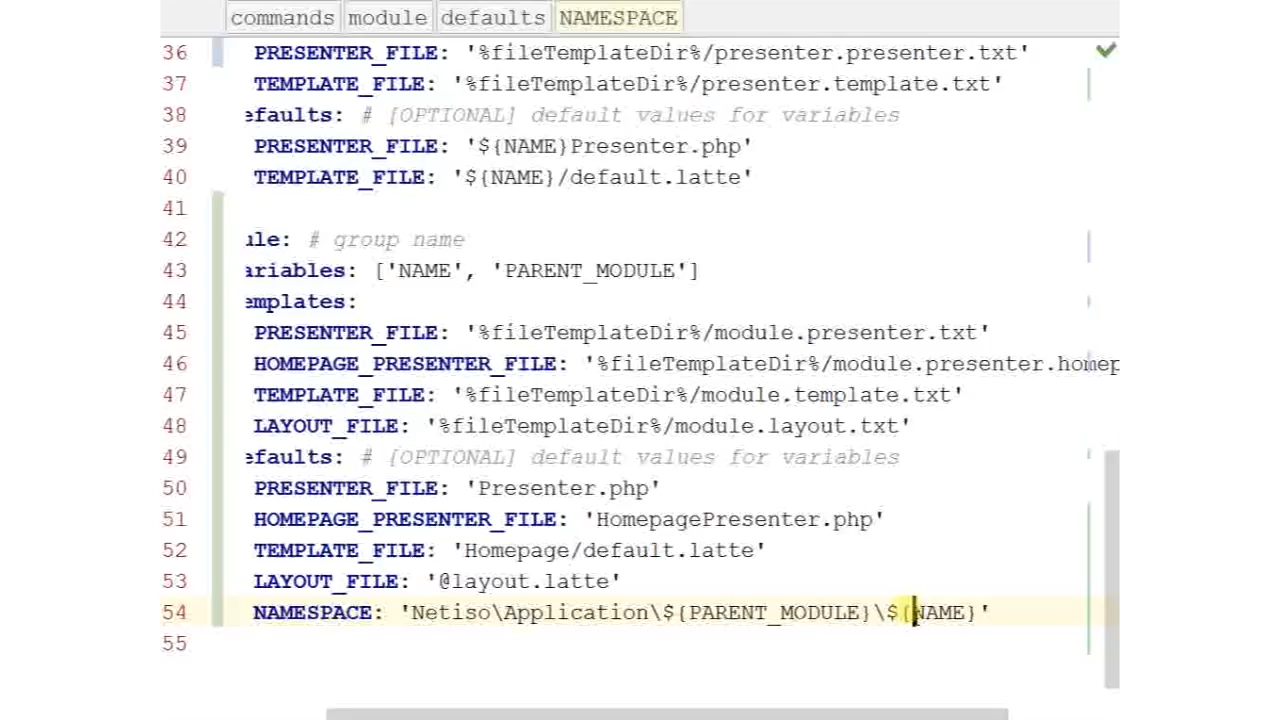 commands module defaults NAMESPACE
36 PRESENTER_FILE: '%fileTemplateDir%/presenter.presenter.txt'
37 TEMPLATE_FILE: '%fileTemplateDir%/presenter.template.txt'
38 efaults: # [OPTIONAL] default values for variables
39 PRESENTER_FILE: '${NAME}Presenter.php'
40 TEMPLATE_FILE: '${NAME}/default.latte'
41
42 ule: # group name
43 ariables: ['NAME', 'PARENT_MODULE']
44 emplates:
45 PRESENTER_FILE: '%fileTemplateDir%/module.presenter.txt'
46 HOMEPAGE_PRESENTER_FILE: '%fileTemplateDir%/module.presenter.homep
47 TEMPLATE_FILE: '%fileTemplateDir%/module.template.txt'
48 LAYOUT_FILE: '%fileTemplateDir%/module.layout.txt'
49 efaults: # [OPTIONAL] default values for variables
50 PRESENTER_FILE: 'Presenter.php'
51 HOMEPAGE_PRESENTER_FILE: 'HomepagePresenter.php'
52 TEMPLATE_FILE: 'Homepage/default.latte'
53 LAYOUT_FILE: '@layout.latte'
54 NAMESPACE: 'Netiso\Application\${PARENT_MODULE}\${NAME}'
55